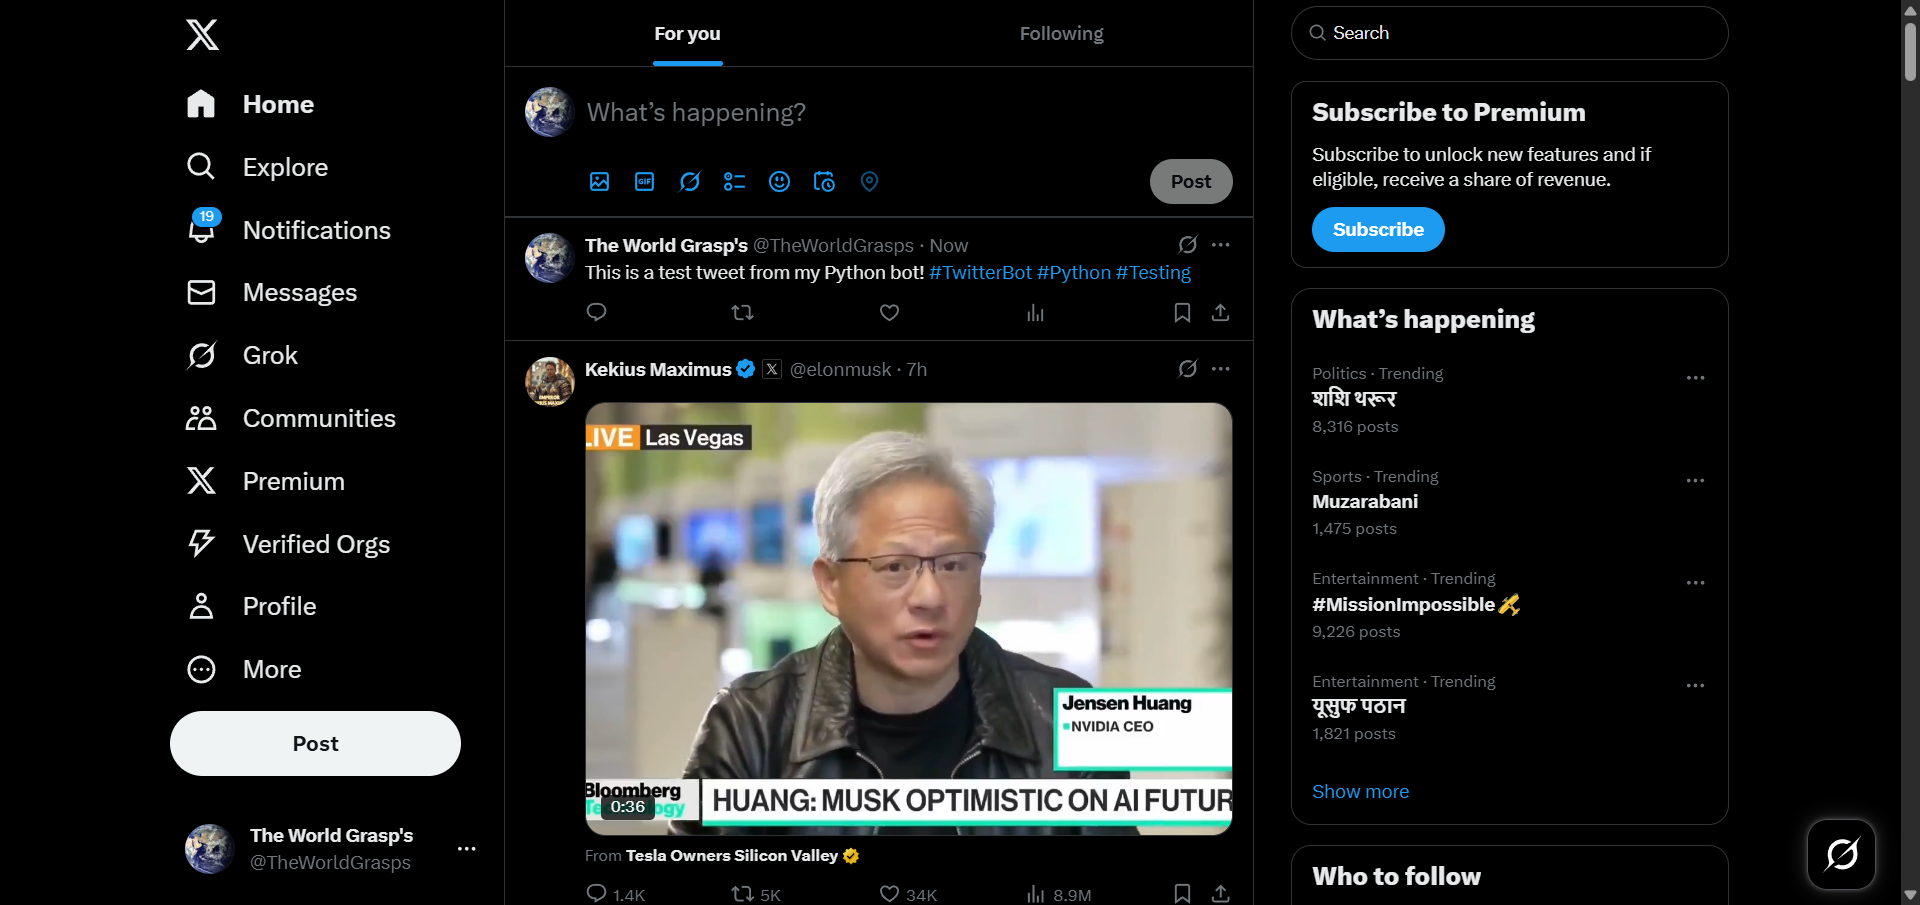 Home
Explore
19
Notifications
Messages
Grok
Communities
Premium
Verified Orgs
Profile
More
Post
The World Grasp's
@TheWorldGrasps
For you
Following
What's happening?
GIF
Post
The World Grasp's @TheWorldGrasps · Now
This is a test tweet from my Python bot! #TwitterBot #Python #Testing
Kekius Maximus @elonmusk · 7h
LIVE Las Vegas
Jensen Huang
NVIDIA CEO
Bloomberg
0:36
HUANG: MUSK OPTIMISTIC ON AI FUTUR
From Tesla Owners Silicon Valley
1.4K 5K 34K 8.9M
Search
Subscribe to Premium
Subscribe to unlock new features and if
eligible, receive a share of revenue.
Subscribe
What's happening
Politics · Trending
शशि थरूर
8,316 posts
Sports · Trending
Muzarabani
1,475 posts
Entertainment · Trending
#MissionImpossible
9,226 posts
Entertainment · Trending
यूसुफ पठान
1,821 posts
Show more
Who to follow